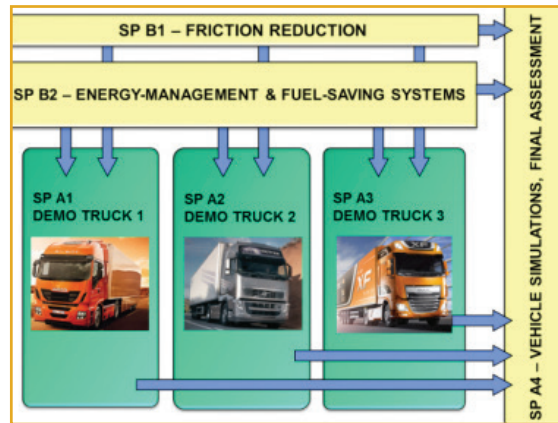 SP B1 – FRICTION REDUCTION
SP B2 – ENERGY-MANAGEMENT & FUEL-SAVING SYSTEMS
SP A1
DEMO TRUCK 1
SP A2
DEMO TRUCK 2
SP A3
DEMO TRUCK 3
SP A4 – VEHICLE SIMULATIONS, FINAL ASSESSMENT